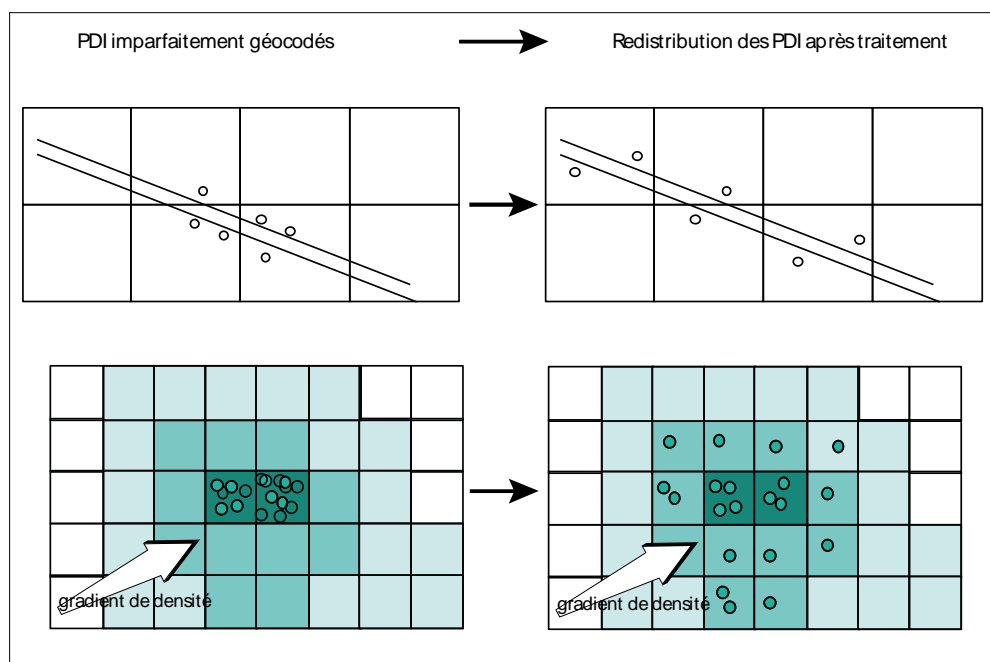 PDI imparfaitement géocodés
Redistribution des PDI après traitement
gradient de densité
gradient de densité